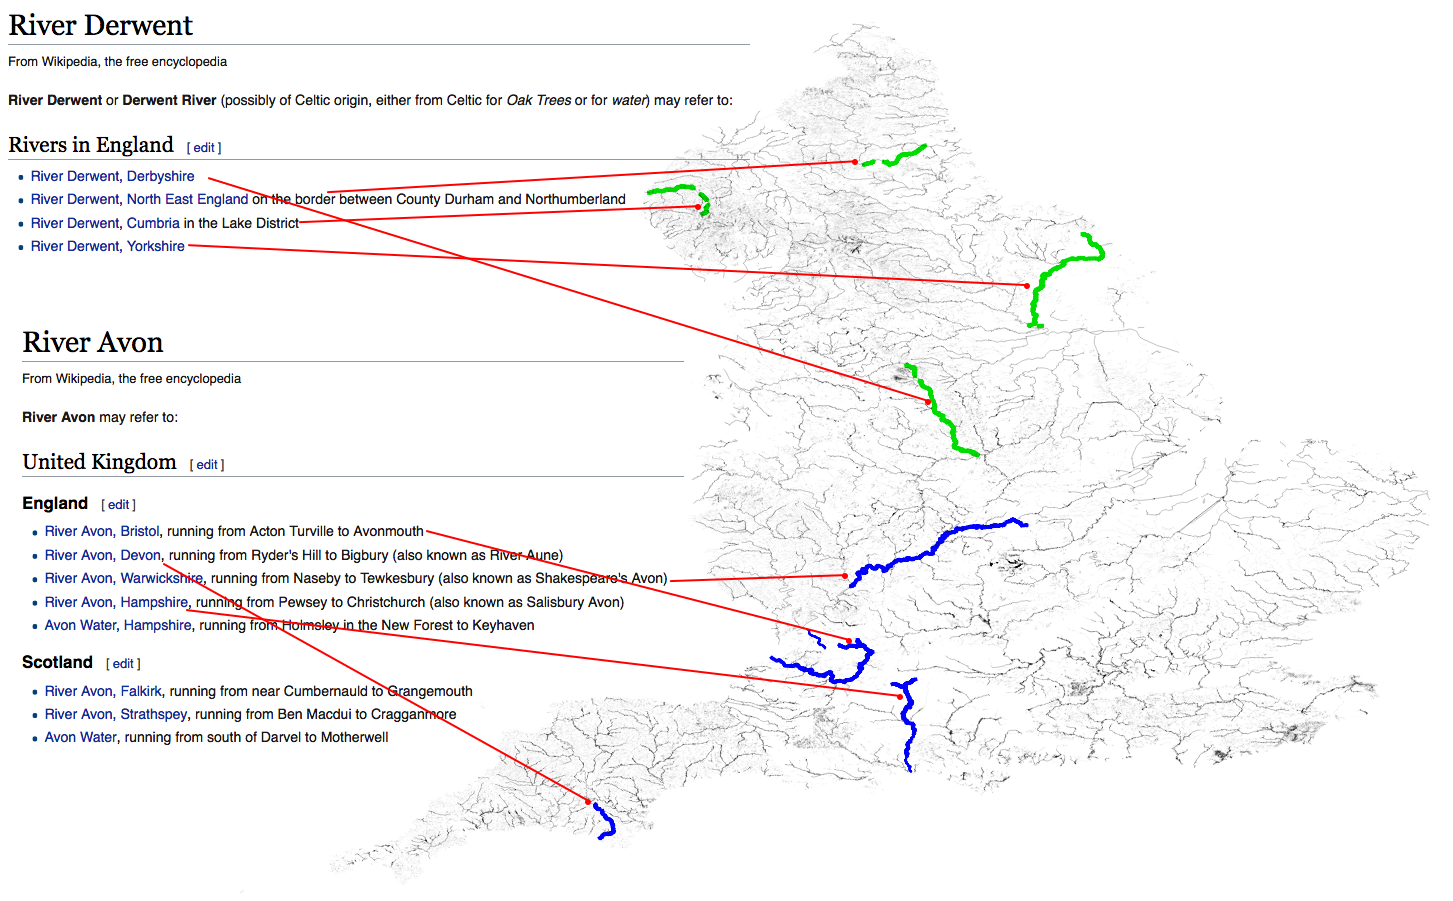 River Derwent
From Wikipedia, the free encyclopedia
River Derwent or Derwent River (possibly of Celtic origin, either from Celtic for Oak Trees or for water) may refer to:
Rivers in England [ edit ]
River Derwent, Derbyshire
River Derwent, North East England on the border between County Durham and Northumberland
River Derwent, Cumbria in the Lake District
River Derwent, Yorkshire
River Avon
From Wikipedia, the free encyclopedia
River Avon may refer to:
United Kingdom [ edit ]
England [ edit ]
River Avon, Bristol, running from Acton Turville to Avonmouth
River Avon, Devon, running from Ryder's Hill to Bigbury (also known as River Aune)
River Avon, Warwickshire, running from Naseby to Tewkesbury (also known as Shakespeare's Avon)
River Avon, Hampshire, running from Pewsey to Christchurch (also known as Salisbury Avon)
Avon Water, Hampshire, running from Holmsley in the New Forest to Keyhaven
Scotland [ edit ]
River Avon, Falkirk, running from near Cumbernauld to Grangemouth
River Avon, Strathspey, running from Ben Macdui to Cragganmore
Avon Water, running from south of Darvel to Motherwell